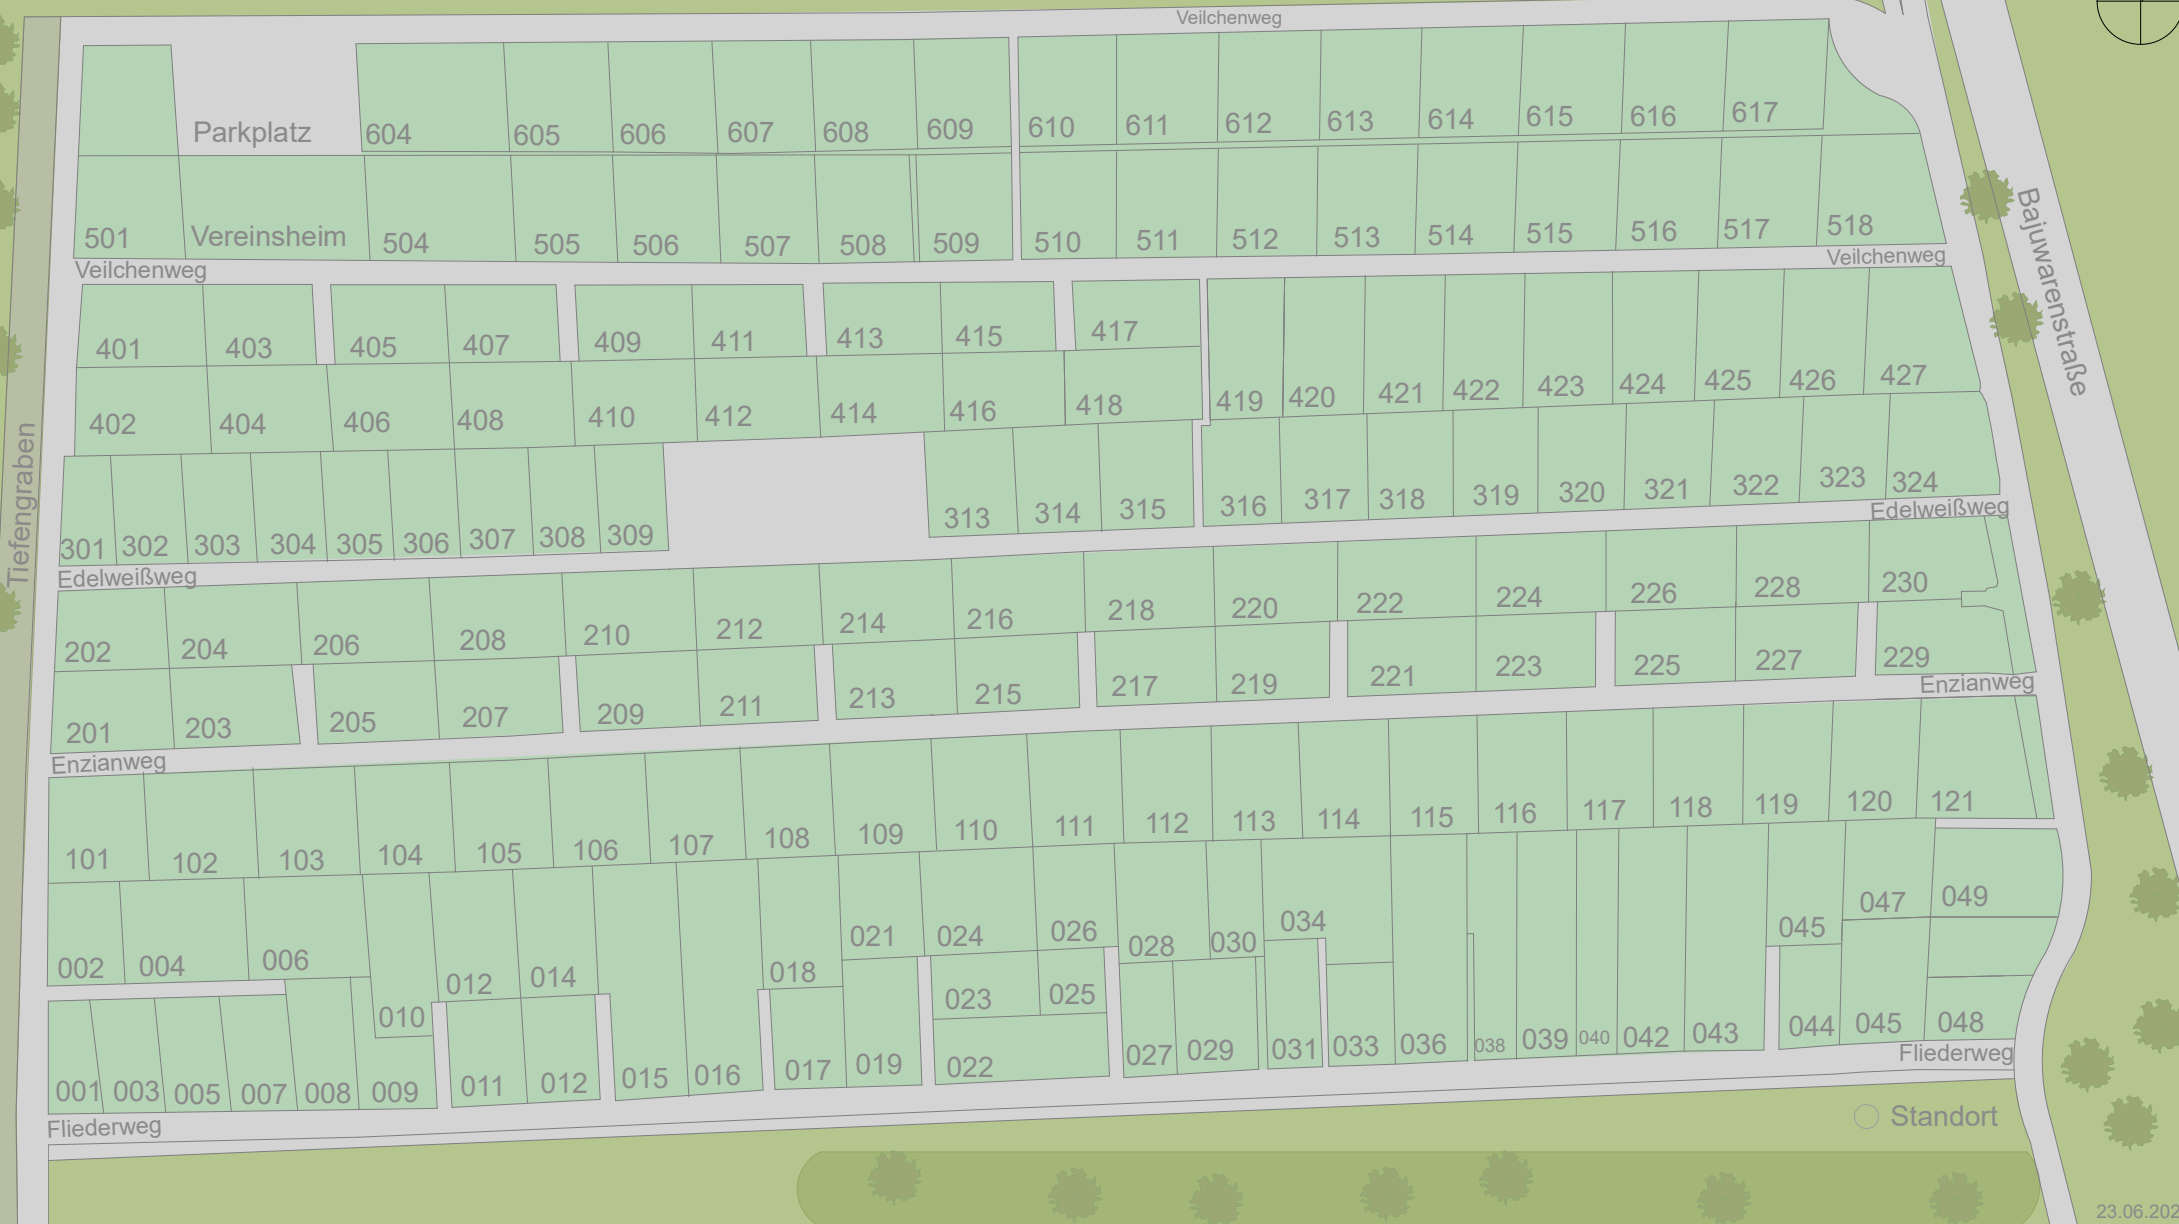 Veilchenweg
Parkplatz
604 605 606 607 608 609 610 611 612 613 614 615 616 617
501 Vereinsheim 504 505 506 507 508 509 510 511 512 513 514 515 516 517 518
Veilchenweg
Veilchenweg
Bajuwarenstraße
401 403 405 407 409 411 413 415 417
419 420 421 422 423 424 425 426 427
402 404 406 408 410 412 414 416 418
Tiefengraben
301 302 303 304 305 306 307 308 309 313 314 315 316 317 318 319 320 321 322 323 324
Edelweißweg
Edelweißweg
202 204 206 208 210 212 214 216 218 220 222 224 226 228 230
201 203 205 207 209 211 213 215 217 219 221 223 225 227 229
Enzianweg
Enzianweg
101 102 103 104 105 106 107 108 109 110 111 112 113 114 115 116 117 118 119 120 121
002 004 006 010 012 014 018 021 024 026 028 030 034 045 047 049
023 025
001 003 005 007 008 009 011 012 015 016 017 019 022 027 029 031 033 036 038 039 040 042 043 044 045 048
Fliederweg
Fliederweg
Standort
23.06.202